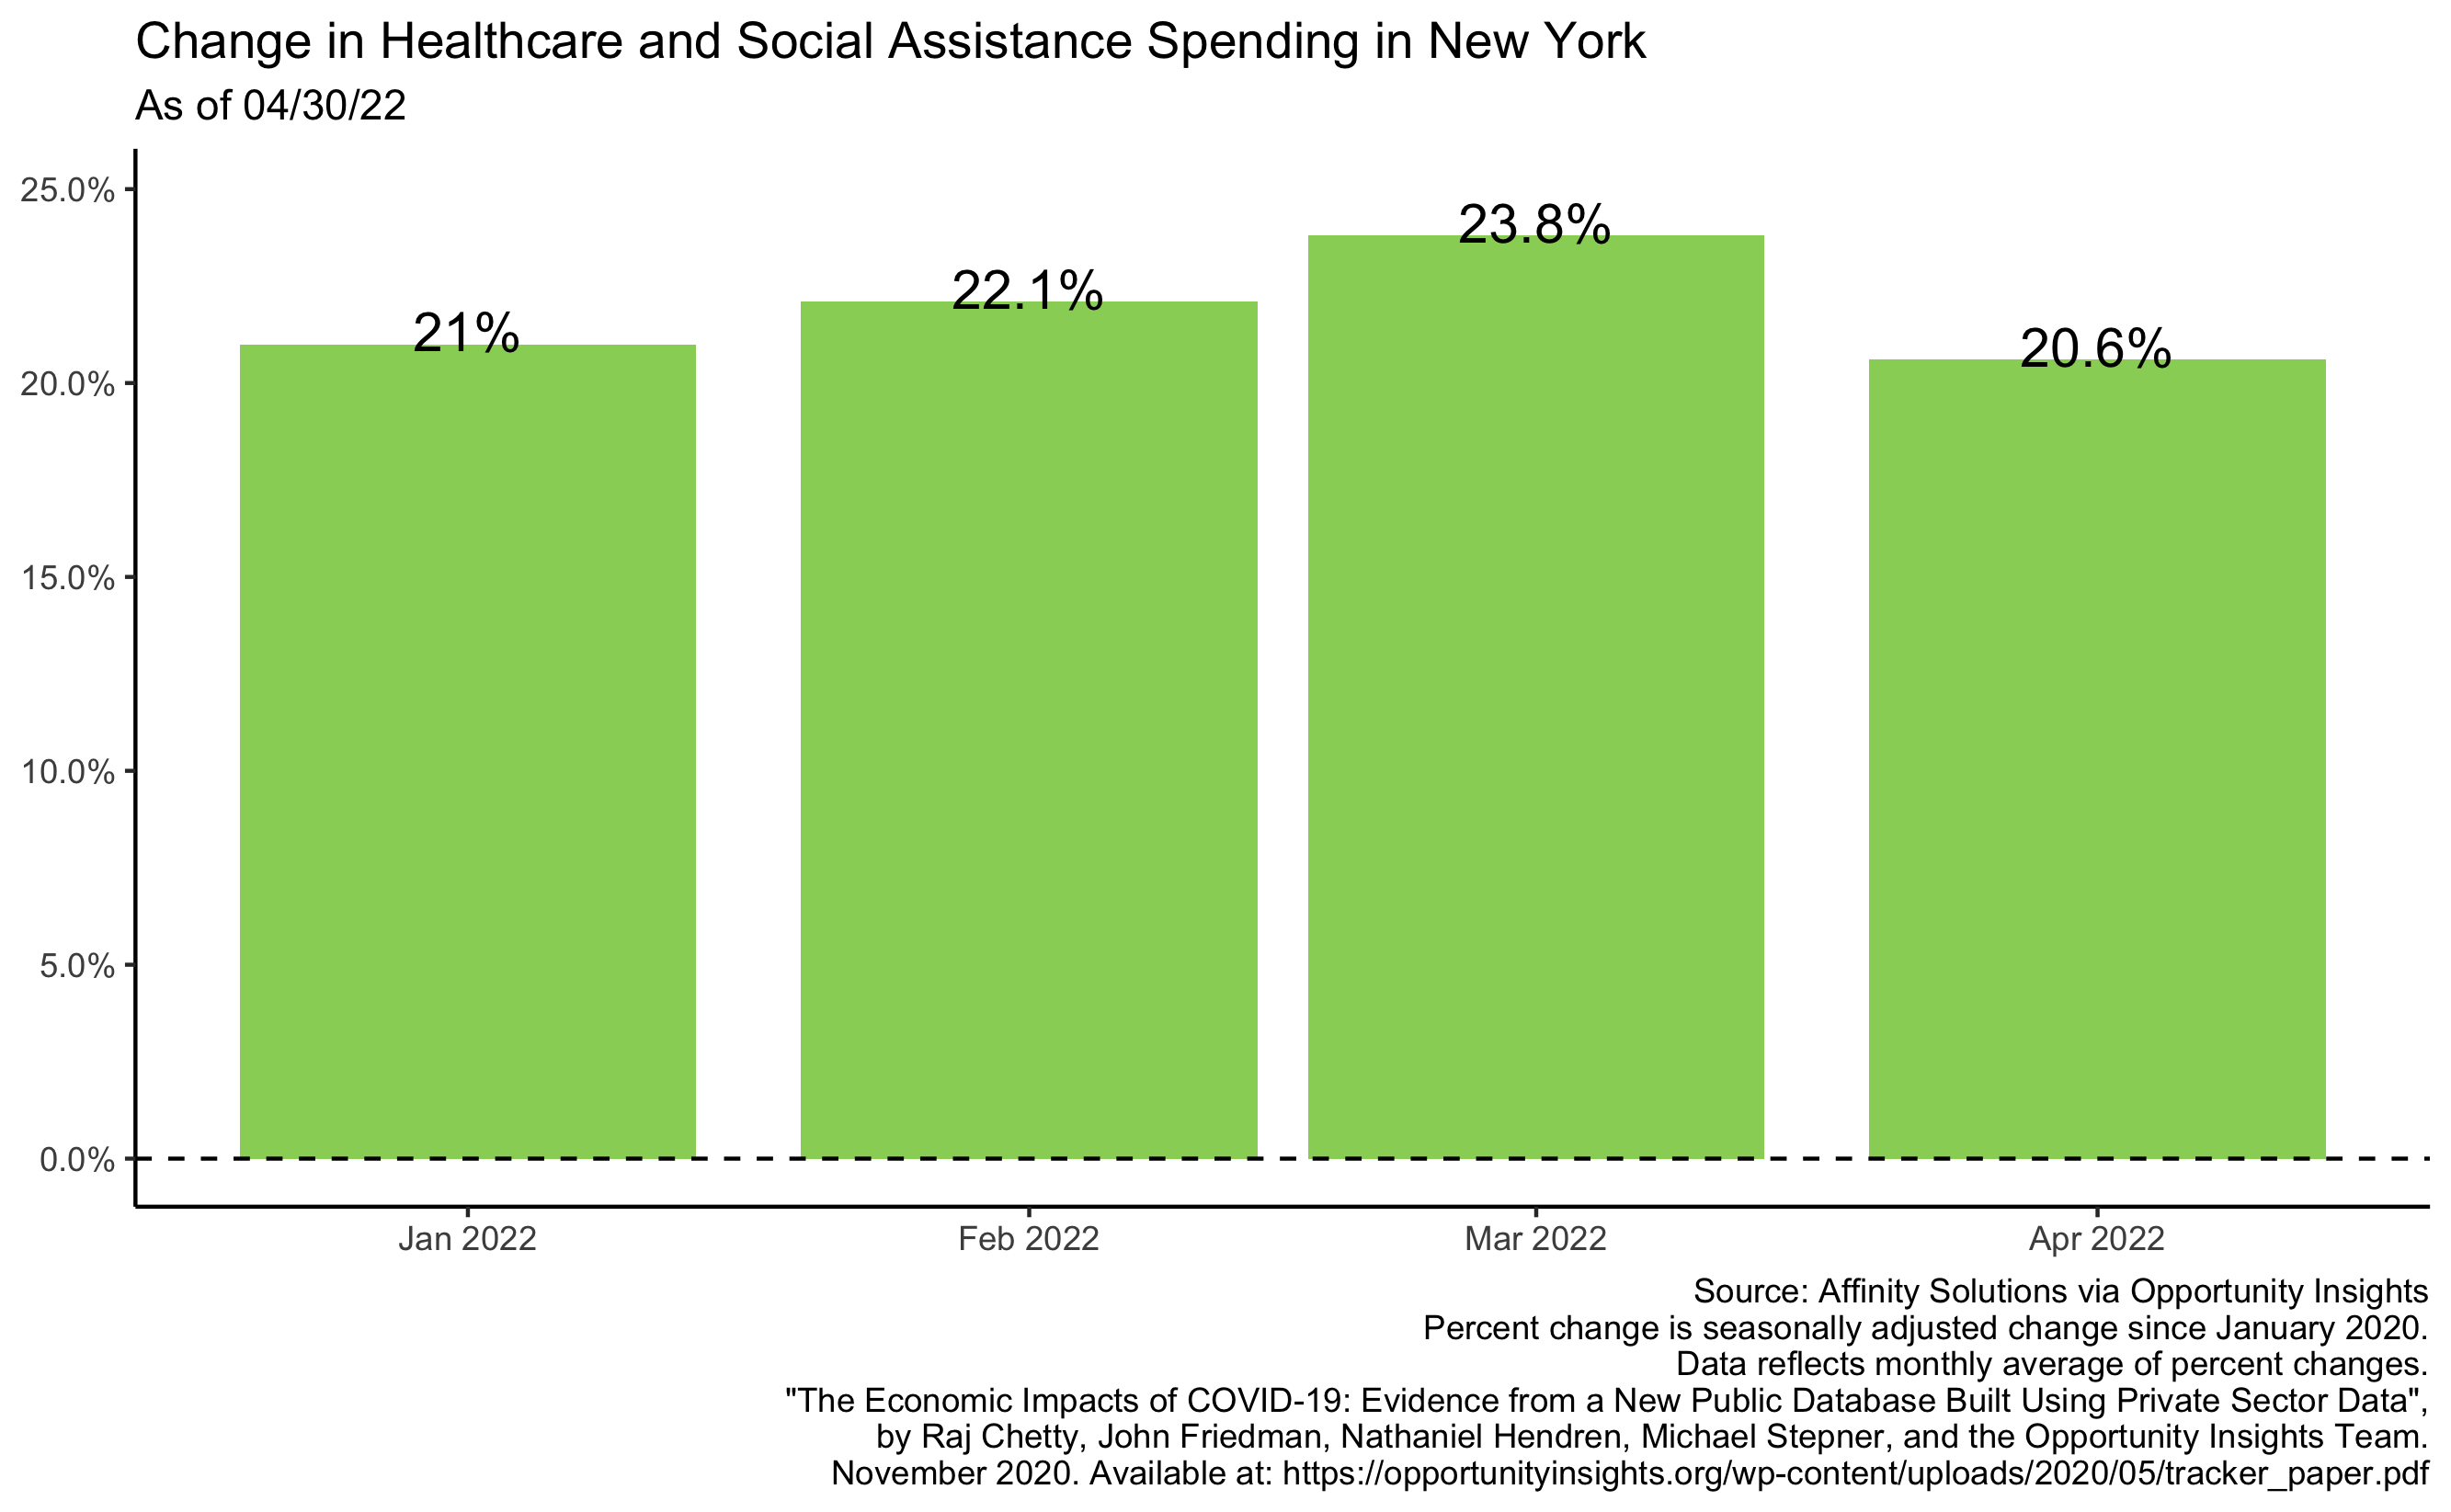 Change in Healthcare and Social Assistance Spending in New York
As of 04/30/22
25.0%
20.0%
15.0%
10.0%
5.0%
0.0%
21%
22.1%
23.8%
20.6%
Jan 2022
Feb 2022
Mar 2022
Apr 2022
Source: Affinity Solutions via Opportunity Insights
Percent change is seasonally adjusted change since January 2020.
Data reflects monthly average of percent changes.
"The Economic Impacts of COVID-19: Evidence from a New Public Database Built Using Private Sector Data",
by Raj Chetty, John Friedman, Nathaniel Hendren, Michael Stepner, and the Opportunity Insights Team.
November 2020. Available at: https://opportunityinsights.org/wp-content/uploads/2020/05/tracker_paper.pdf